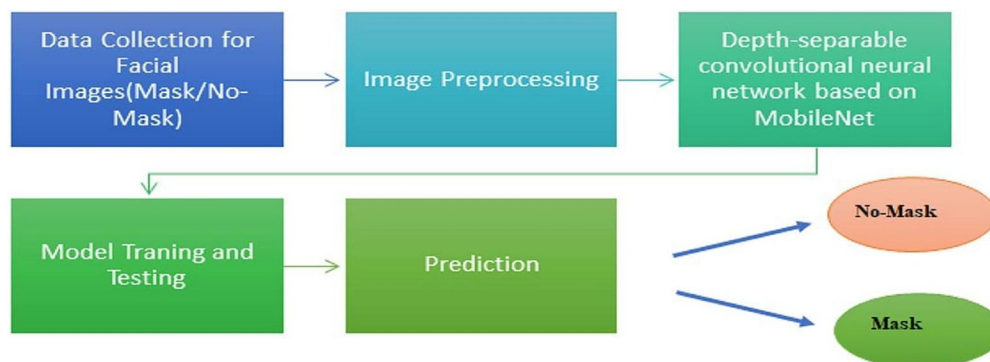 Data Collection for
Facial
Images(Mask/No-
Mask)
Image Preprocessing
Depth-separable
convolutional neural
network based on
MobileNet
Model Traning and
Testing
Prediction
No-Mask
Mask